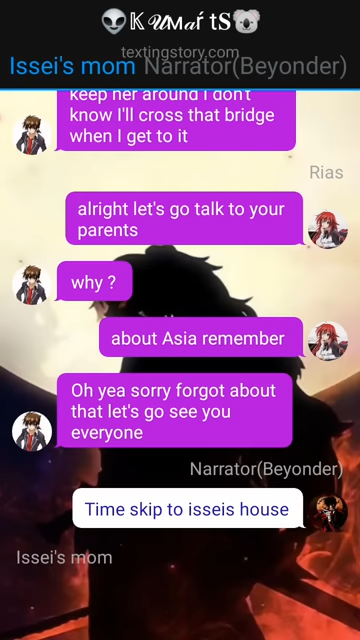 👽𝕂 𝓤мαŕ tS🐨
textingstory.com
Issei's mom Narrator(Beyonder)
keep her around I don't
know I'll cross that bridge
when I get to it
Rias
alright let's go talk to your
parents
why ?
about Asia remember
Oh yea sorry forgot about
that let's go see you
everyone
Narrator(Beyonder)
Time skip to isseis house
Issei's mom